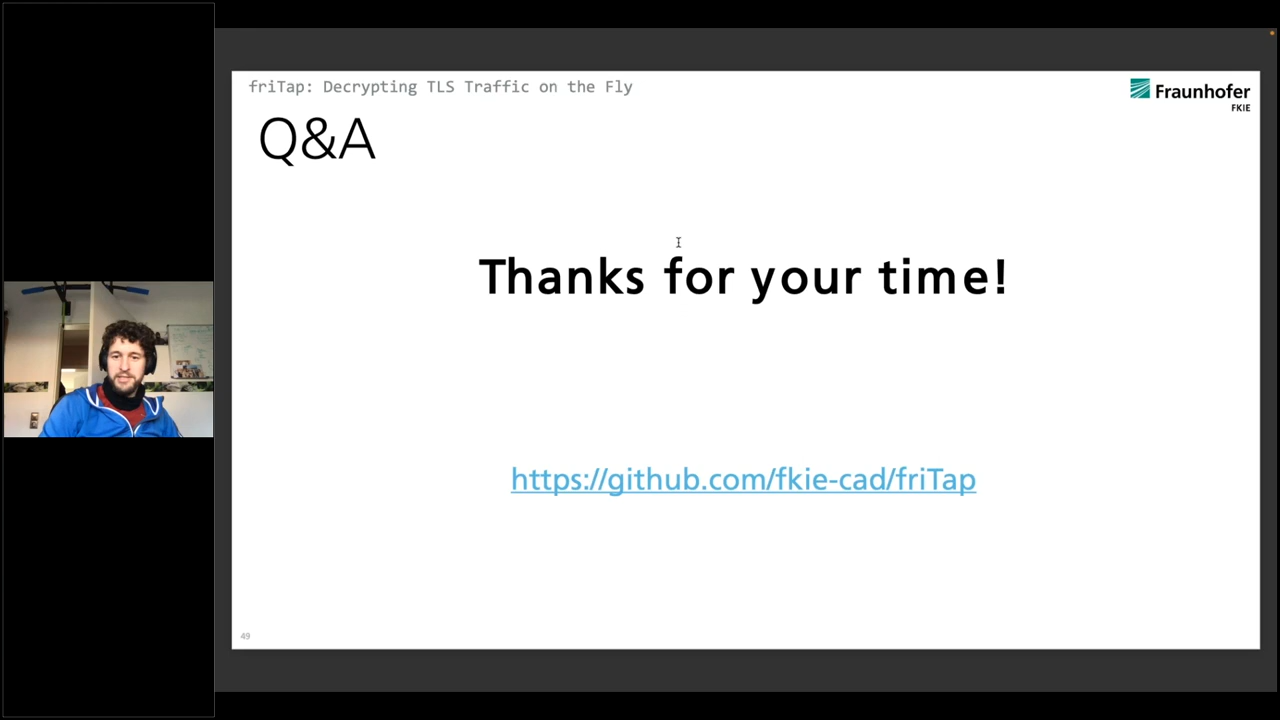 friTap: Decrypting TLS Traffic on the Fly
Fraunhofer
FKIE
Q&A
Thanks for your time!
https://github.com/fkie-cad/friTap
49